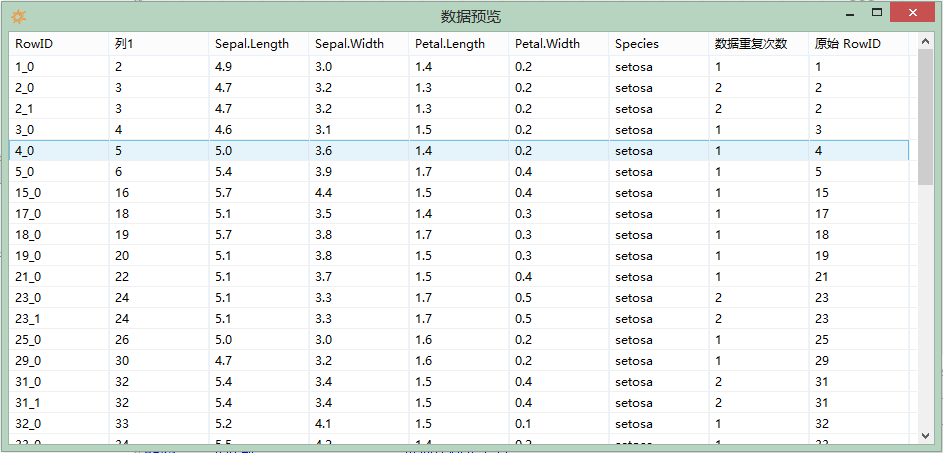 数据预览
RowID 列1 Sepal.Length Sepal.Width Petal.Length Petal.Width Species 数据重复次数 原始 RowID
1_0 2 4.9 3.0 1.4 0.2 setosa 1 1
2_0 3 4.7 3.2 1.3 0.2 setosa 2 2
2_1 3 4.7 3.2 1.3 0.2 setosa 2 2
3_0 4 4.6 3.1 1.5 0.2 setosa 1 3
4_0 5 5.0 3.6 1.4 0.2 setosa 1 4
5_0 6 5.4 3.9 1.7 0.4 setosa 1 5
15_0 16 5.7 4.4 1.5 0.4 setosa 1 15
17_0 18 5.1 3.5 1.4 0.3 setosa 1 17
18_0 19 5.7 3.8 1.7 0.3 setosa 1 18
19_0 20 5.1 3.8 1.5 0.3 setosa 1 19
21_0 22 5.1 3.7 1.5 0.4 setosa 1 21
23_0 24 5.1 3.3 1.7 0.5 setosa 2 23
23_1 24 5.1 3.3 1.7 0.5 setosa 2 23
25_0 26 5.0 3.0 1.6 0.2 setosa 1 25
29_0 30 4.7 3.2 1.6 0.2 setosa 1 29
31_0 32 5.4 3.4 1.5 0.4 setosa 2 31
31_1 32 5.4 3.4 1.5 0.4 setosa 2 31
32_0 33 5.2 4.1 1.5 0.1 setosa 1 32